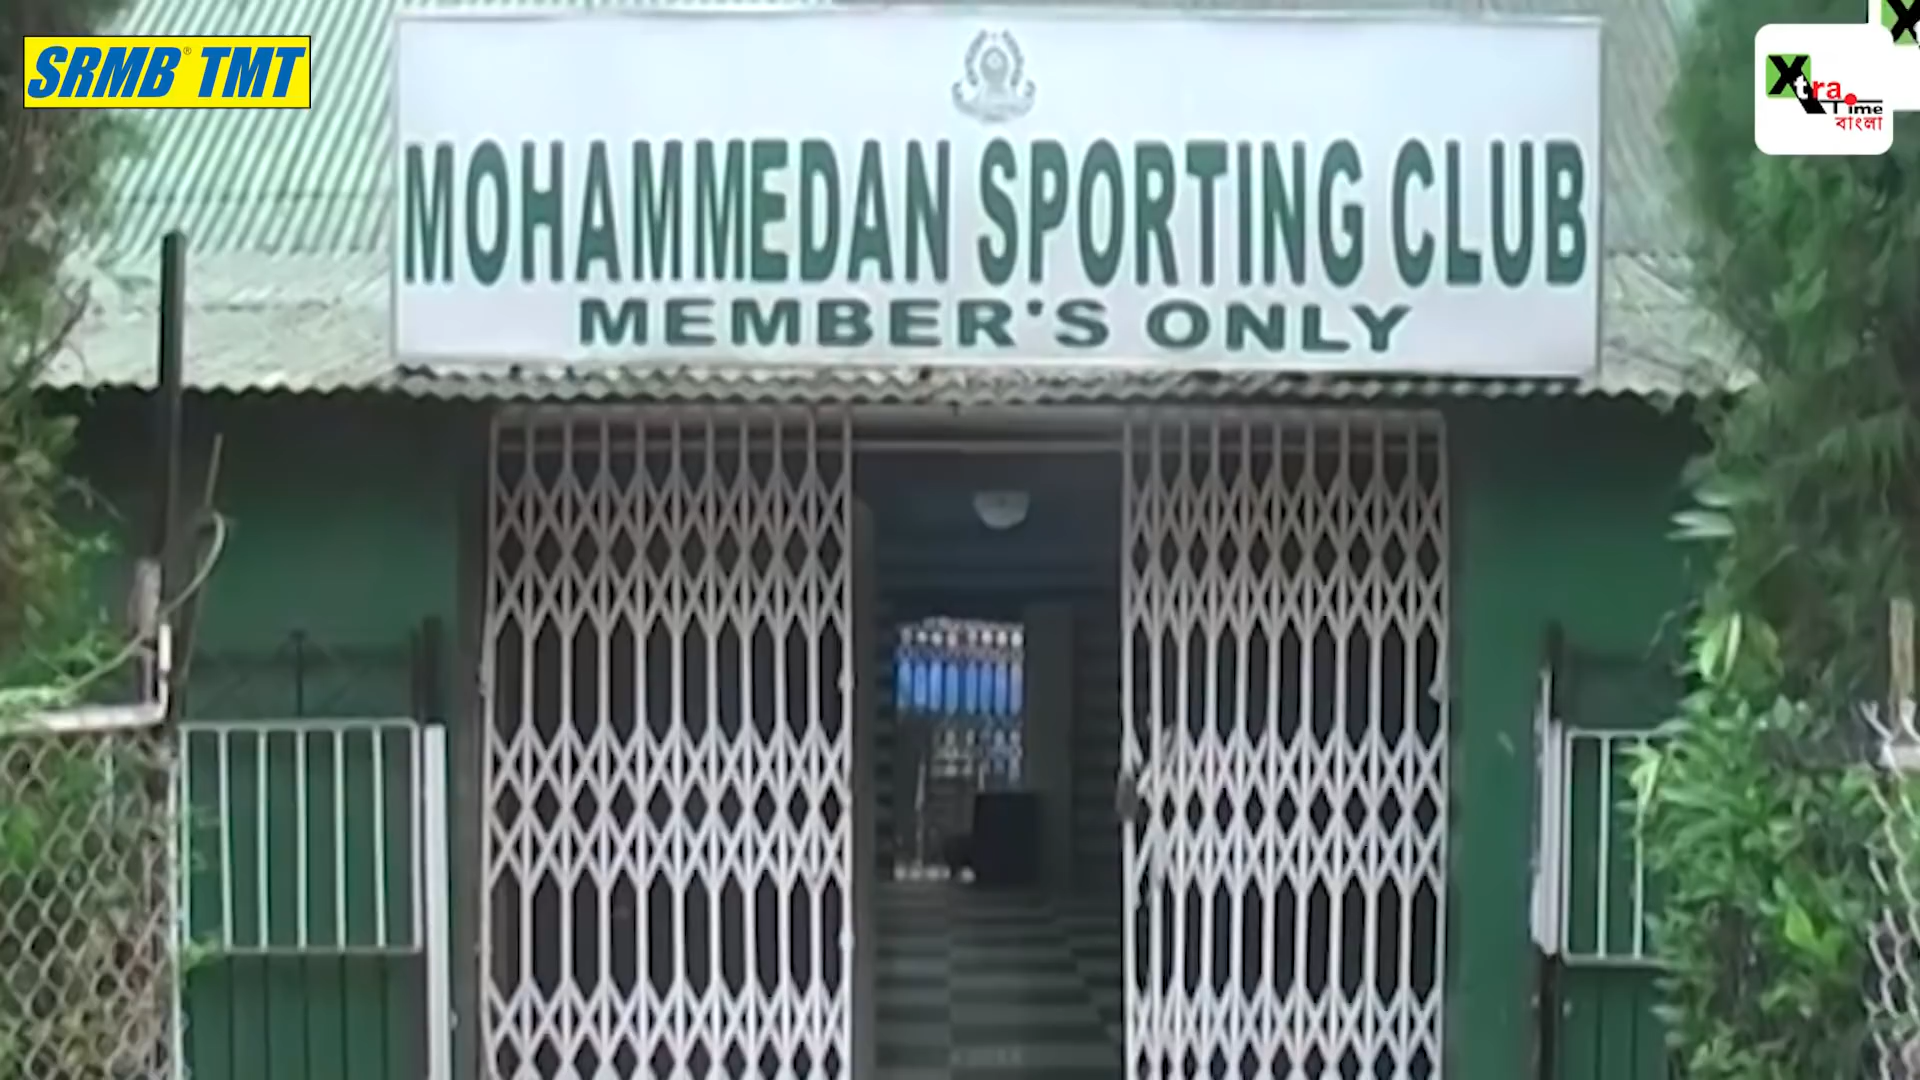 SRMB® TMT
Xtra Time
বাংলা
MOHAMMEDAN SPORTING CLUB
MEMBER'S ONLY